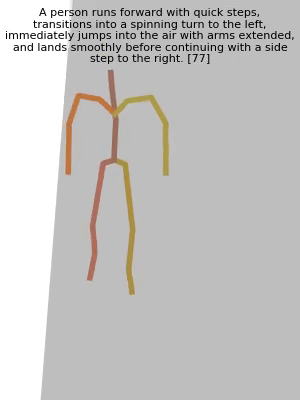 A person runs forward with quick steps,
transitions into a spinning turn to the left,
immediately jumps into the air with arms extended,
and lands smoothly before continuing with a side
step to the right. [77]